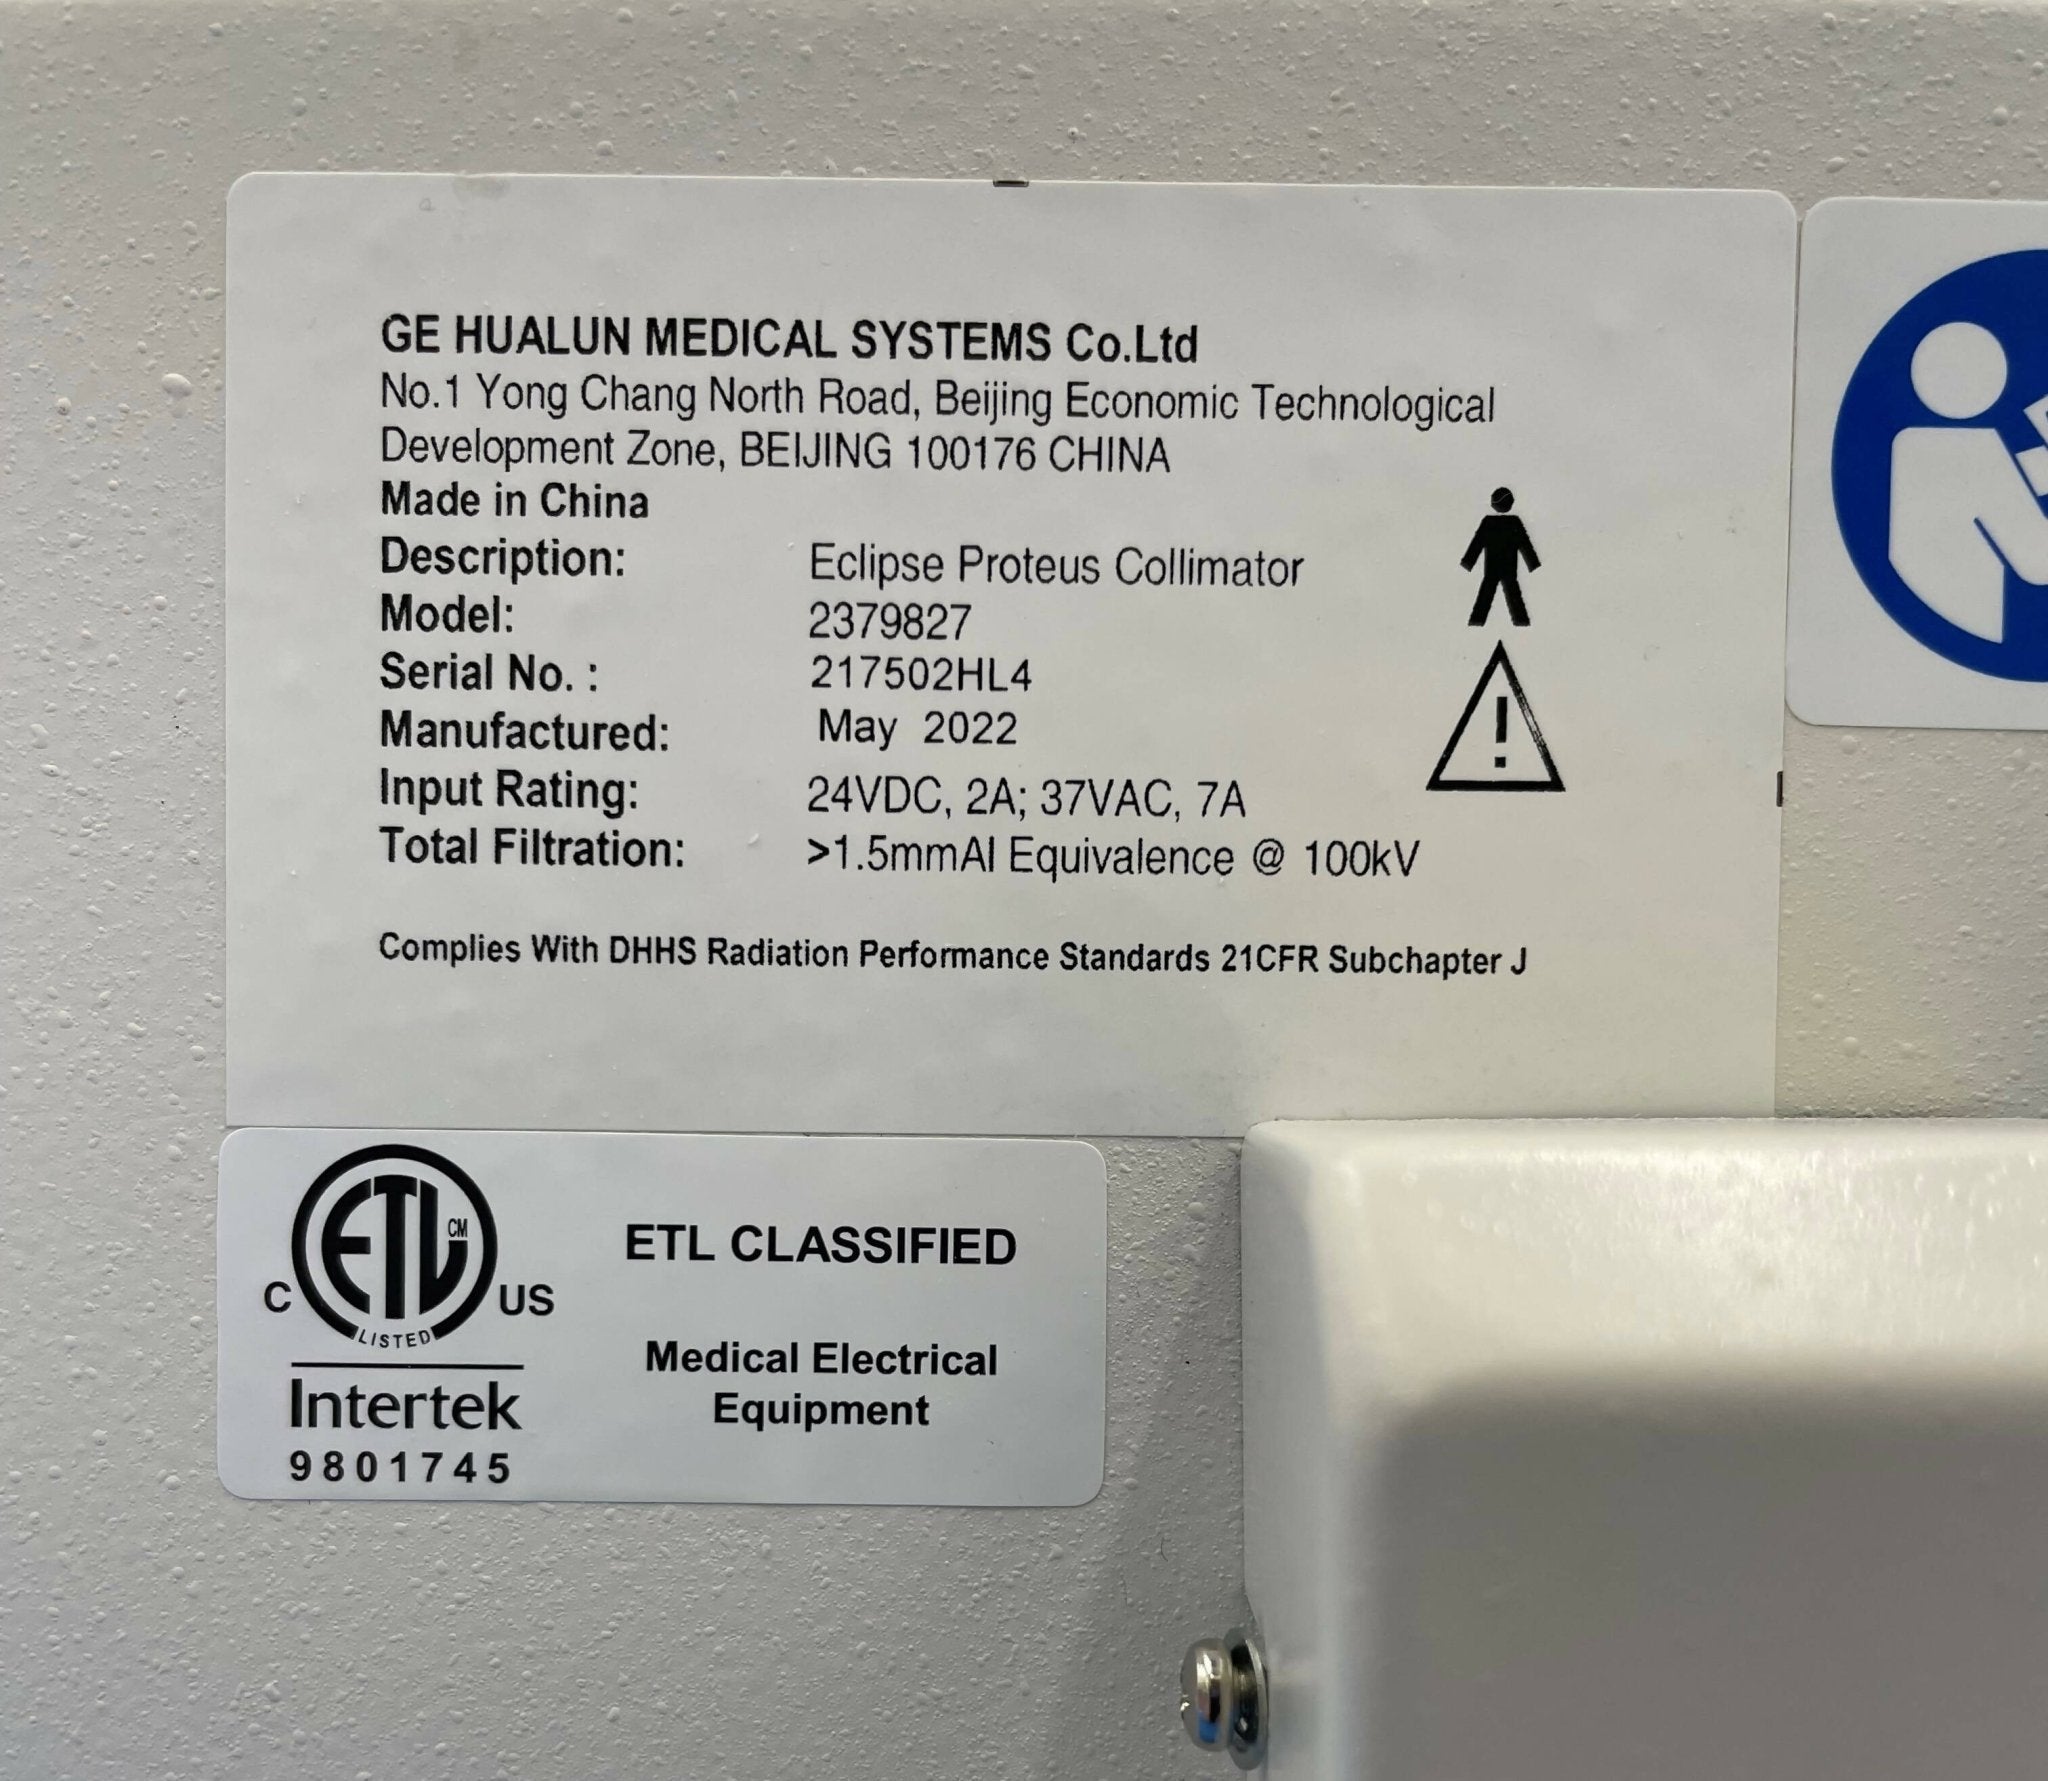 GE HUALUN MEDICAL SYSTEMS Co.Ltd
No.1 Yong Chang North Road, Beijing Economic Technological
Development Zone, BEIJING 100176 CHINA
Made in China
Description: Eclipse Proteus Collimator
Model: 2379827
Serial No. : 217502HL4
Manufactured: May 2022
Input Rating: 24VDC, 2A; 37VAC, 7A
Total Filtration: >1.5mmAl Equivalence @ 100kV
Complies With DHHS Radiation Performance Standards 21CFR Subchapter J
ETL CM
C US
LISTED
Intertek
9801745
ETL CLASSIFIED
Medical Electrical
Equipment